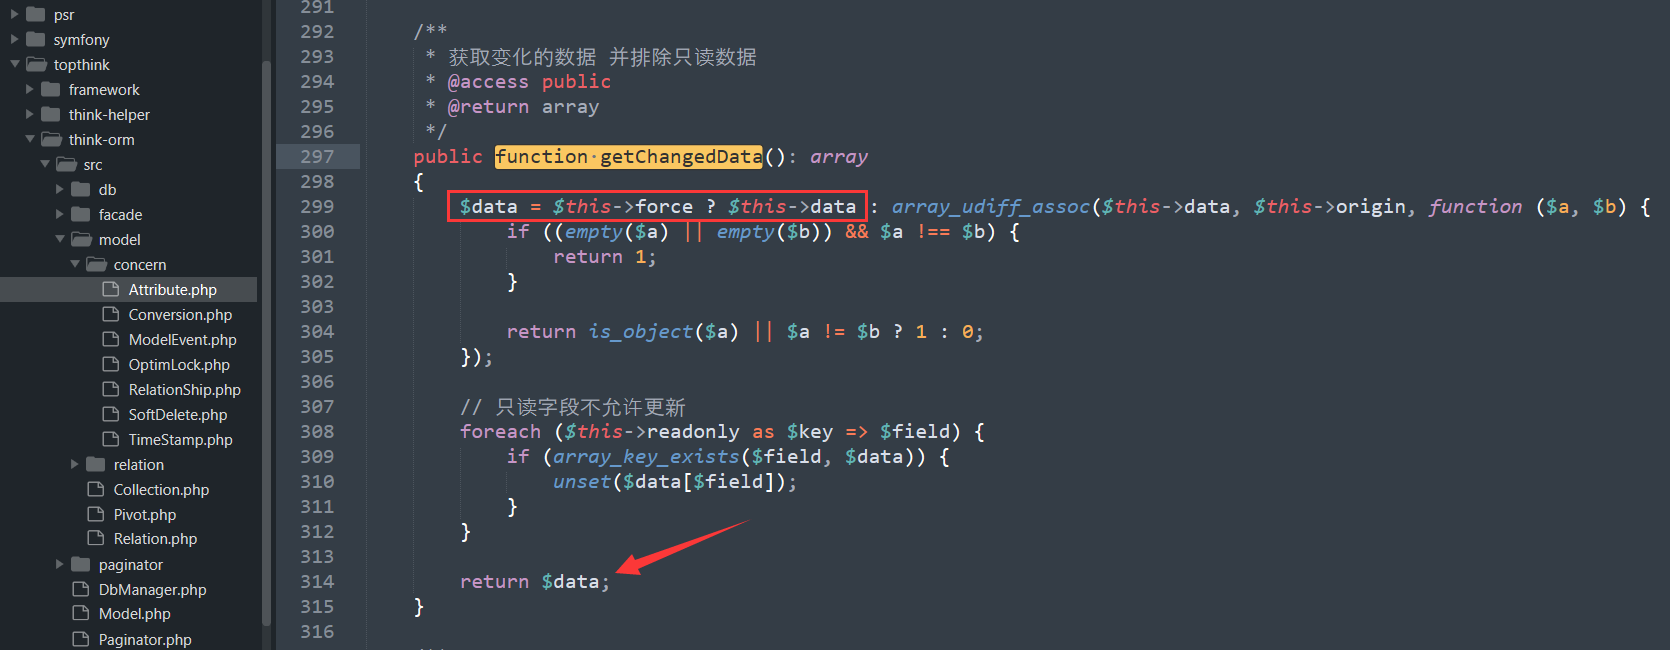 psr
symfony
topthink
framework
think-helper
think-orm
src
db
facade
model
concern
Attribute.php
Conversion.php
ModelEvent.php
OptimLock.php
RelationShip.php
SoftDelete.php
TimeStamp.php
relation
Collection.php
Pivot.php
Relation.php
paginator
DbManager.php
Model.php
Paginator.php
291
292 /**
293 * 获取变化的数据 并排除只读数据
294 * @access public
295 * @return array
296 */
297 public function getChangedData(): array
298 {
299 $data = $this->force ? $this->data : array_udiff_assoc($this->data, $this->origin, function ($a, $b) {
300 if ((empty($a) || empty($b)) && $a !== $b) {
301 return 1;
302 }
303
304 return is_object($a) || $a != $b ? 1 : 0;
305 });
306
307 // 只读字段不允许更新
308 foreach ($this->readonly as $key => $field) {
309 if (array_key_exists($field, $data)) {
310 unset($data[$field]);
311 }
312 }
313
314 return $data;
315 }
316